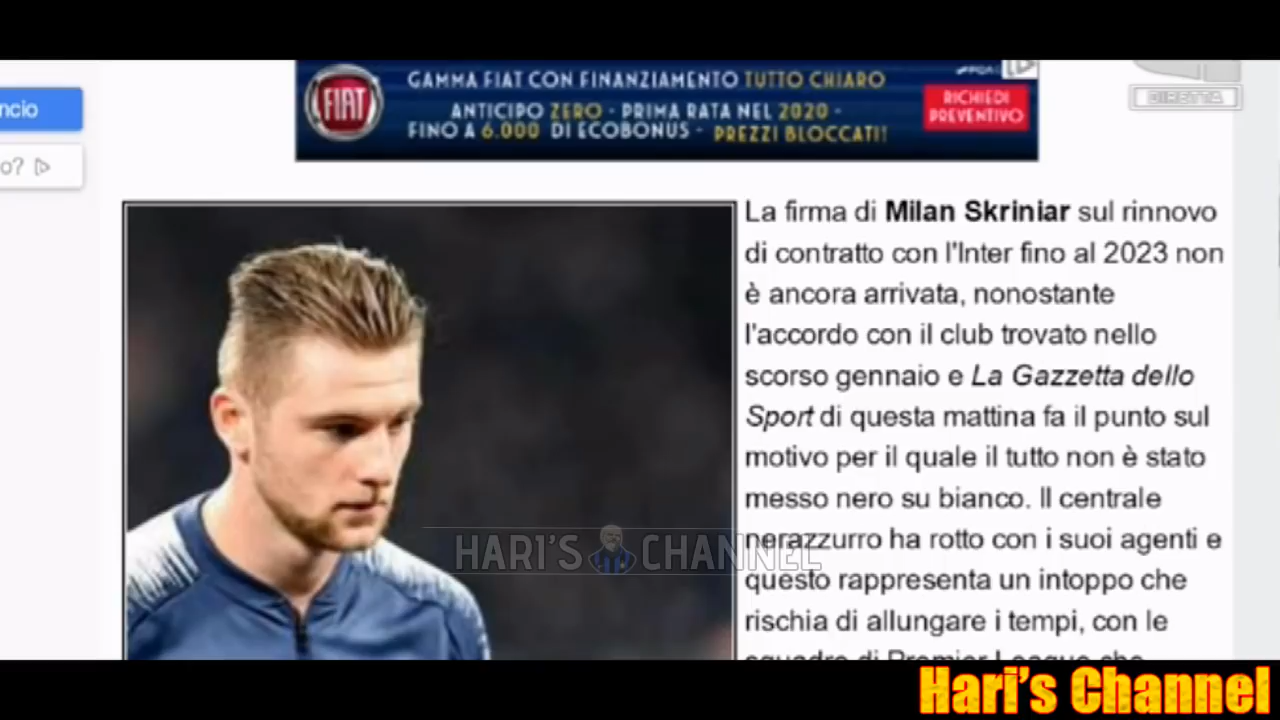 GAMMA FIAT CON FINANZIAMENTO TUTTO CHIARO
ANTICIPO ZERO - PRIMA RATA NEL 2020 -
FINO A 6.000 DI ECOBONUS - PREZZI BLOCCATI!
FIAT
RICHIEDI
PREVENTIVO
DIRETTA
ncio
o?
La firma di Milan Skriniar sul rinnovo
di contratto con l'Inter fino al 2023 non
è ancora arrivata, nonostante
l'accordo con il club trovato nello
scorso gennaio e La Gazzetta dello
Sport di questa mattina fa il punto sul
motivo per il quale il tutto non è stato
messo nero su bianco. Il centrale
nerazzurro ha rotto con i suoi agenti e
questo rappresenta un intoppo che
rischia di allungare i tempi, con le
squadre di Premier League che
HARI'S CHANNEL
Hari's Channel